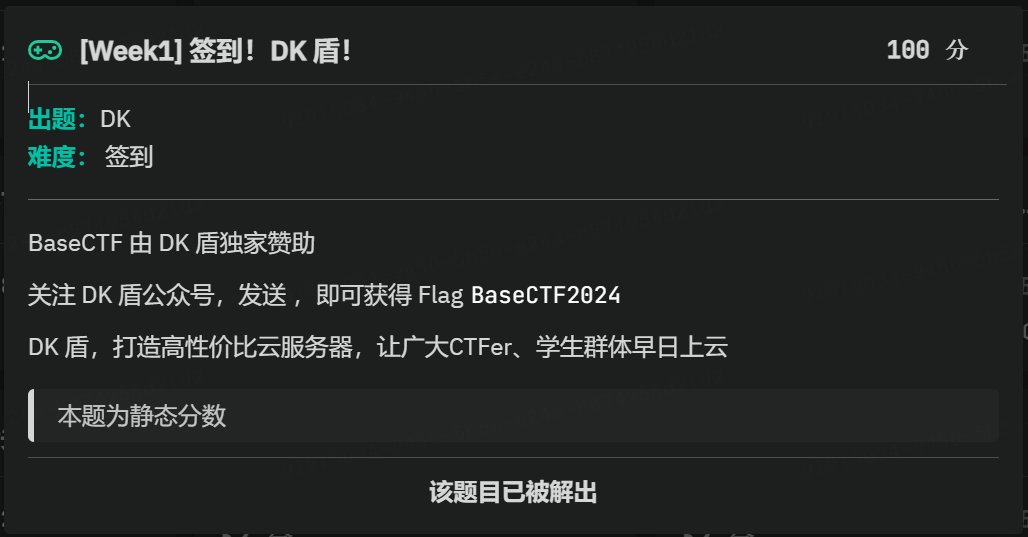 [Week1] 签到！DK 盾！
100 分
出题：DK
难度： 签到
BaseCTF 由 DK 盾独家赞助
关注 DK 盾公众号，发送 ，即可获得 Flag BaseCTF2024
DK 盾，打造高性价比云服务器，让广大CTFer、学生群体早日上云
本题为静态分数
该题目已被解出